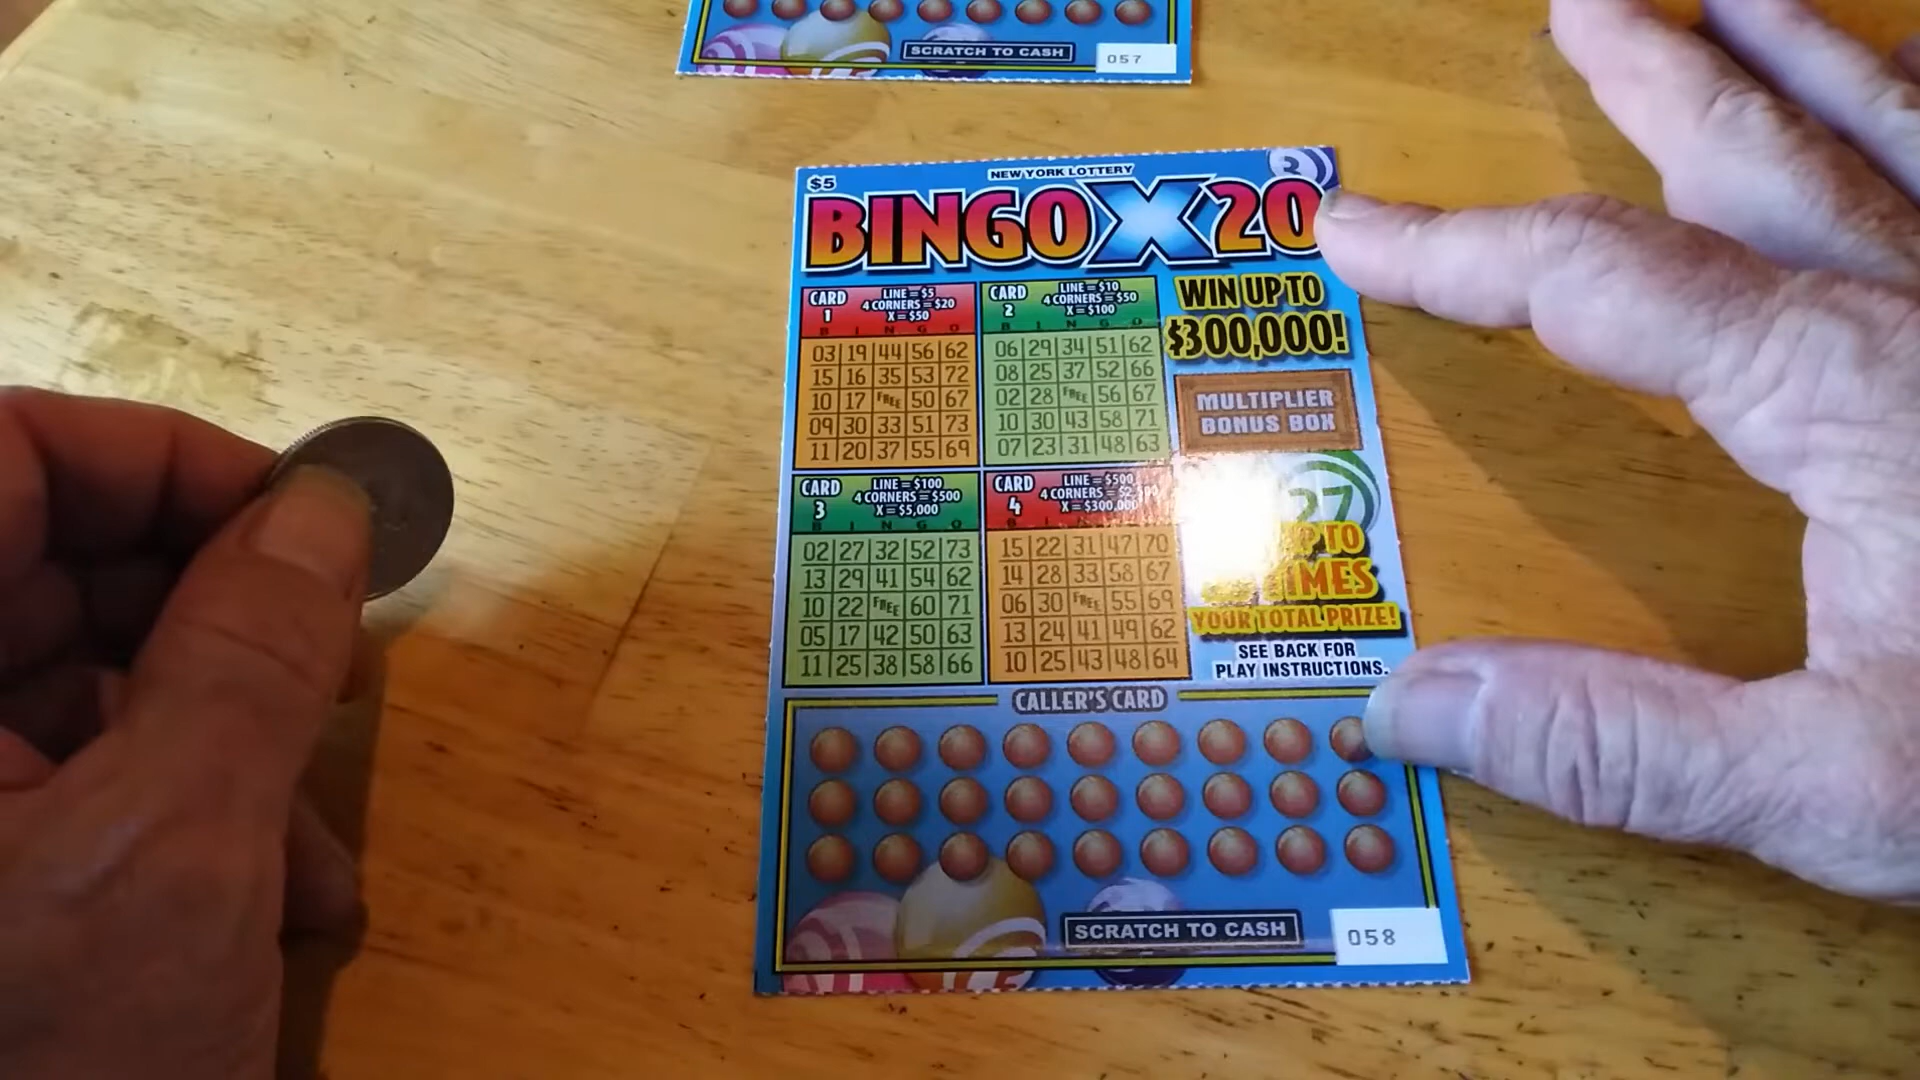 SCRATCH TO CASH
057
$5
NEW YORK LOTTERY
3
BINGO X 20
CARD 1
LINE = $5
4 CORNERS = $20
X = $50
B I N G O
03 19 44 56 62
15 16 35 53 72
10 17 FREE 50 67
09 30 33 51 73
11 20 37 55 69
CARD 2
LINE = $10
4 CORNERS = $50
X = $100
B I N G O
06 29 34 51 62
08 25 37 52 66
02 28 FREE 56 67
10 30 43 58 71
07 23 31 48 63
WIN UP TO
$300,000!
MULTIPLIER
BONUS BOX
CARD 3
LINE = $100
4 CORNERS = $500
X = $5,000
B I N G O
02 27 32 52 73
13 29 41 54 62
10 22 FREE 60 71
05 17 42 50 63
11 25 38 58 66
CARD 4
LINE = $500
4 CORNERS =
X = $300,000
B I N
15 22 31 47 70
14 28 33 58 67
06 30 FREE 55 69
13 24 41 49 62
10 25 43 48 64
27
UP TO
TIMES
YOUR TOTAL PRIZE!
SEE BACK FOR
PLAY INSTRUCTIONS.
CALLER'S CARD
SCRATCH TO CASH
058